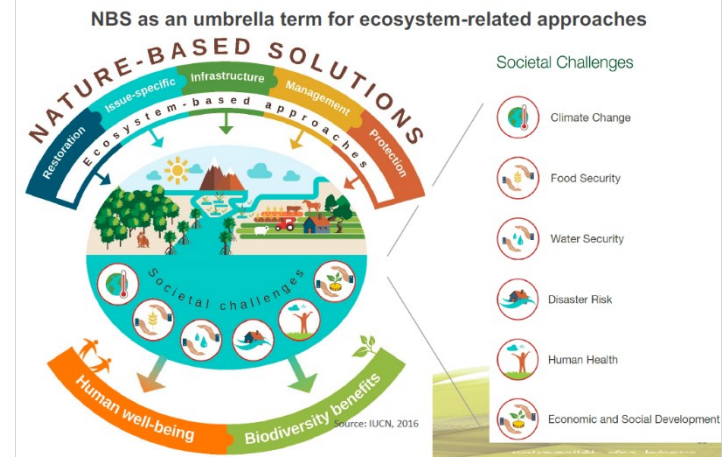 NBS as an umbrella term for ecosystem-related approaches
NATURE-BASED SOLUTIONS
Restoration
Issue-specific
Infrastructure
Management
Protection
Ecosystem-based approaches
Societal challenges
Human well-being
Biodiversity benefits
Source: IUCN, 2016
Societal Challenges
Climate Change
Food Security
Water Security
Disaster Risk
Human Health
Economic and Social Development